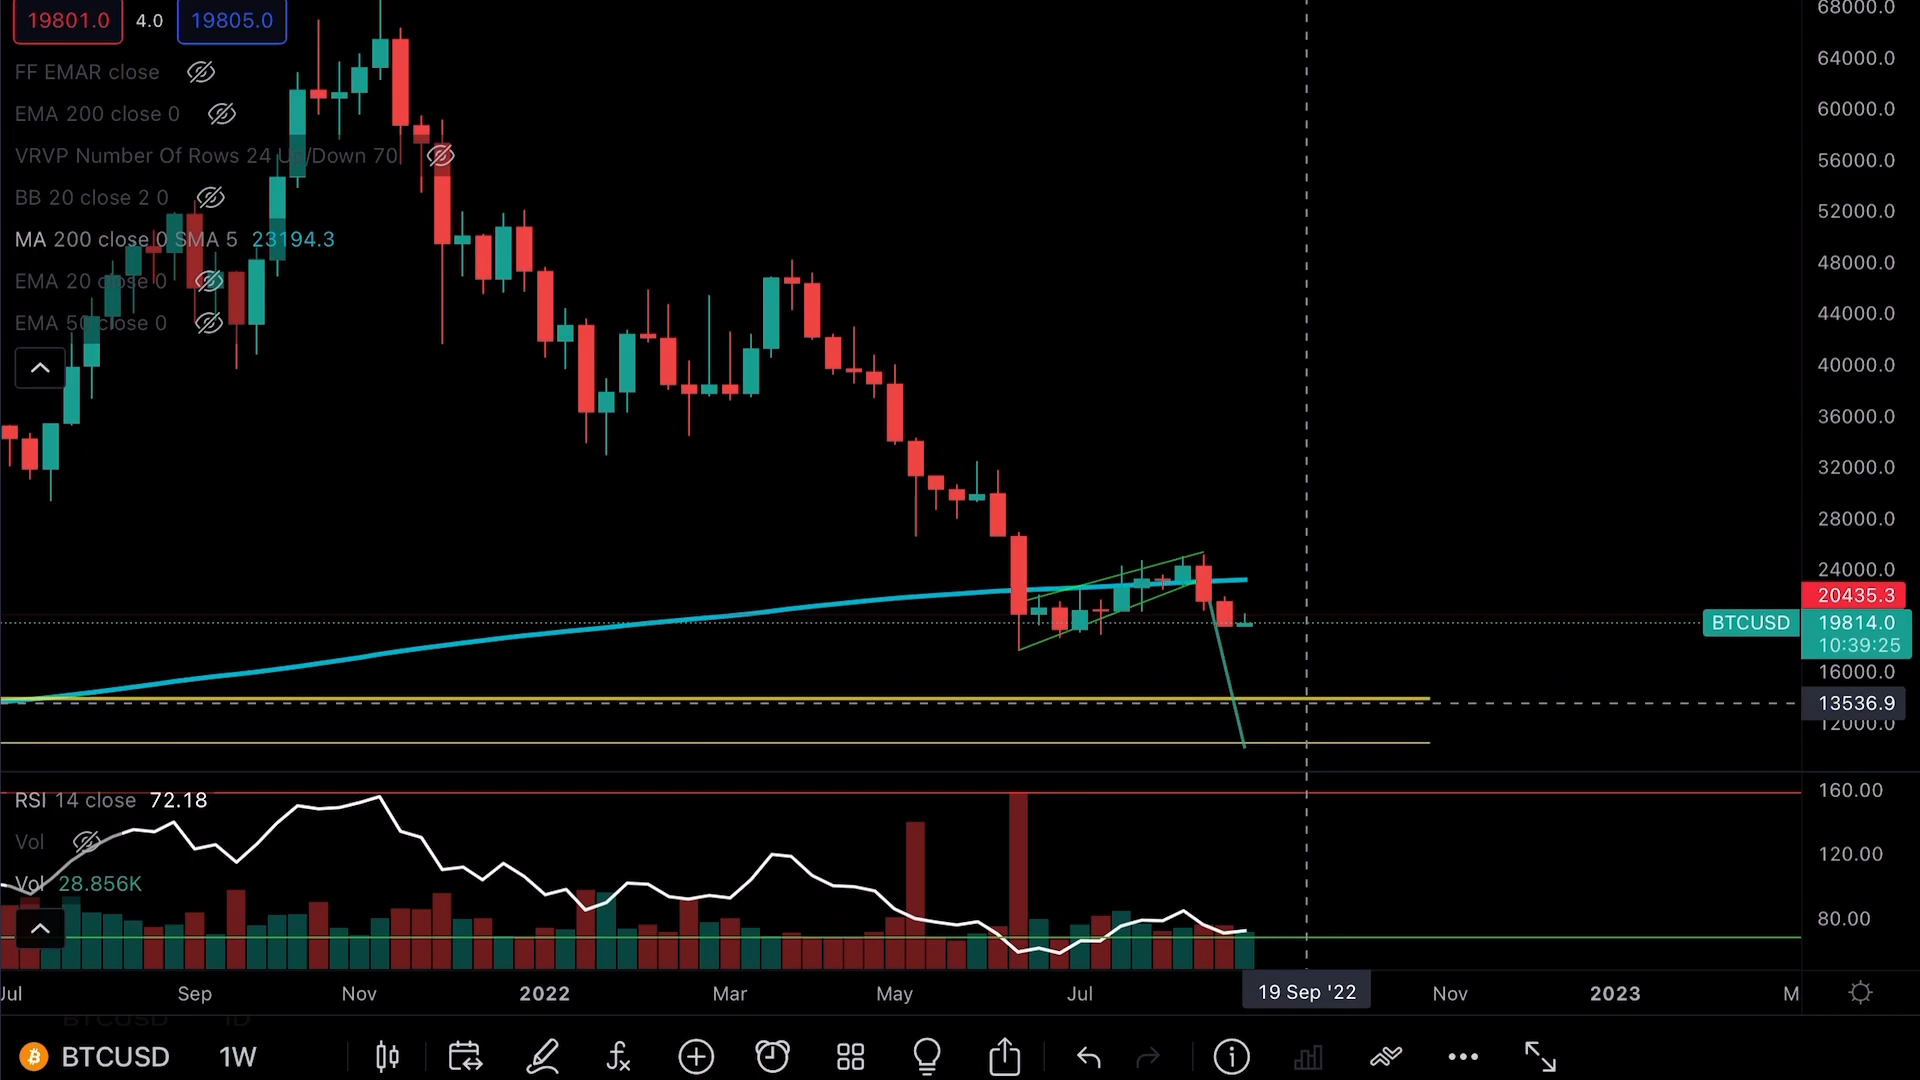 19801.0 4.0 19805.0
FF EMAR close
EMA 200 close 0
VRVP Number Of Rows 24 Up/Down 70
BB 20 close 2 0
MA 200 close 0 SMA 5 23194.3
EMA 20 close 0
EMA 50 close 0
68000.0
64000.0
60000.0
56000.0
52000.0
48000.0
44000.0
40000.0
36000.0
32000.0
28000.0
24000.0
20435.3
BTCUSD 19814.0
10:39:25
16000.0
13536.9
12000.0
RSI 14 close 72.18
Vol
Vol 28.856K
160.00
120.00
80.00
Jul Sep Nov 2022 Mar May Jul 19 Sep '22 Nov 2023 M
BTCUSD 1D
BTCUSD 1W